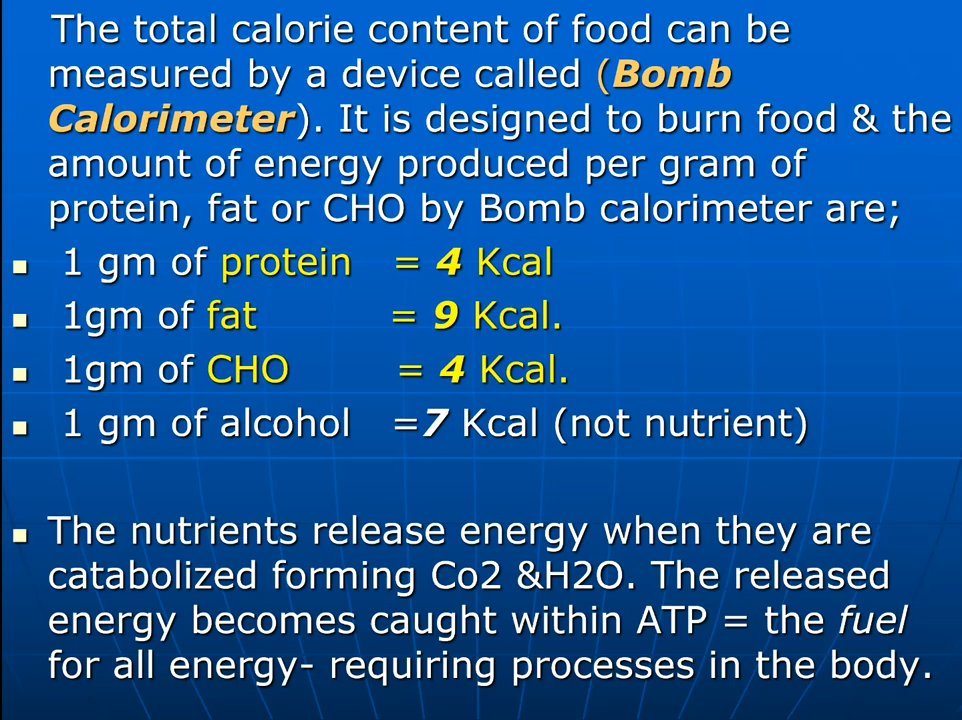 The total calorie content of food can be
measured by a device called (Bomb
Calorimeter). It is designed to burn food & the
amount of energy produced per gram of
protein, fat or CHO by Bomb calorimeter are;
1 gm of protein = 4 Kcal
1gm of fat = 9 Kcal.
1gm of CHO = 4 Kcal.
1 gm of alcohol =7 Kcal (not nutrient)
The nutrients release energy when they are
catabolized forming Co2 &H2O. The released
energy becomes caught within ATP = the fuel
for all energy- requiring processes in the body.